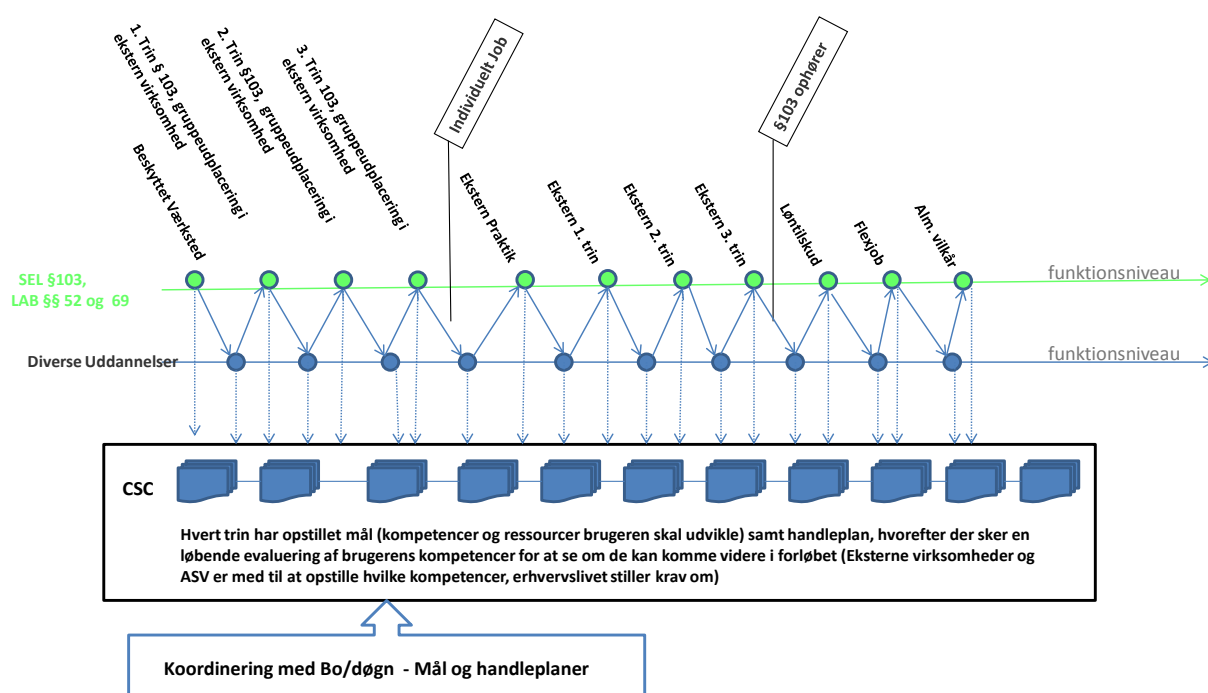 1. Trin § 103, gruppeudplacering i
ekstern virksomhed
2. Trin §103,  gruppeudplacering i
ekstern virksomhed
3. Trin 103, gruppeudplacering i
ekstern virksomhed
Beskyttet Værksted
Individuelt Job
§103 ophører
Ekstern Praktik
Ekstern 1. trin
Ekstern 2. trin
Ekstern 3. trin
Løntilskud
Flexjob
Alm. vilkår
SEL §103,
LAB §§ 52 og  69
funktionsniveau
Diverse Uddannelser
funktionsniveau
CSC
Hvert trin har opstillet mål (kompetencer og ressourcer brugeren skal udvikle) samt handleplan, hvorefter der sker en
løbende evaluering af brugerens kompetencer for at se om de kan komme videre i forløbet (Eksterne virksomheder og
ASV er med til at opstille hvilke kompetencer, erhvervslivet stiller krav om)
Koordinering med Bo/døgn  - Mål og handleplaner